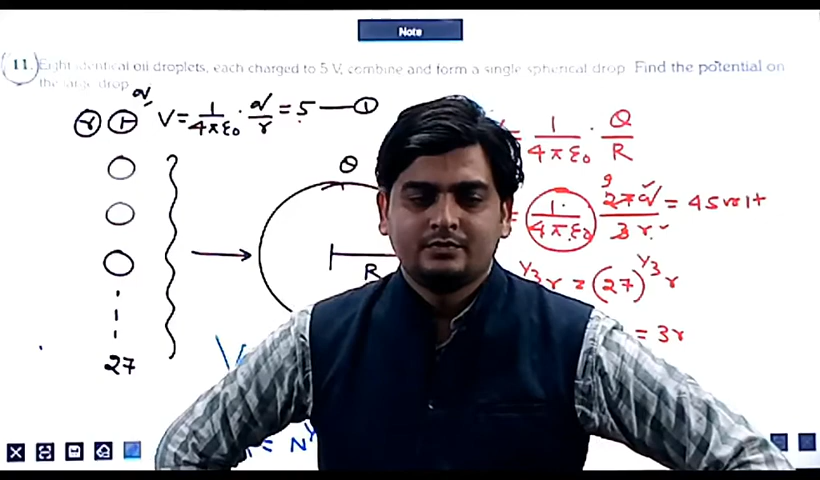 Note
11. Eight identical oil droplets, each charged to 5 V, combine and form a single spherical drop. Find the potential on
the large drop
q
r V = 1/4πε₀ · q/r = 5 — ①
= 1/4πε₀ · Q/R
Q
= 1/4πε₀ 9 27q/3r = 45 volt
R
1/3 r = (27)^1/3 r
= 3r
27
V
= N